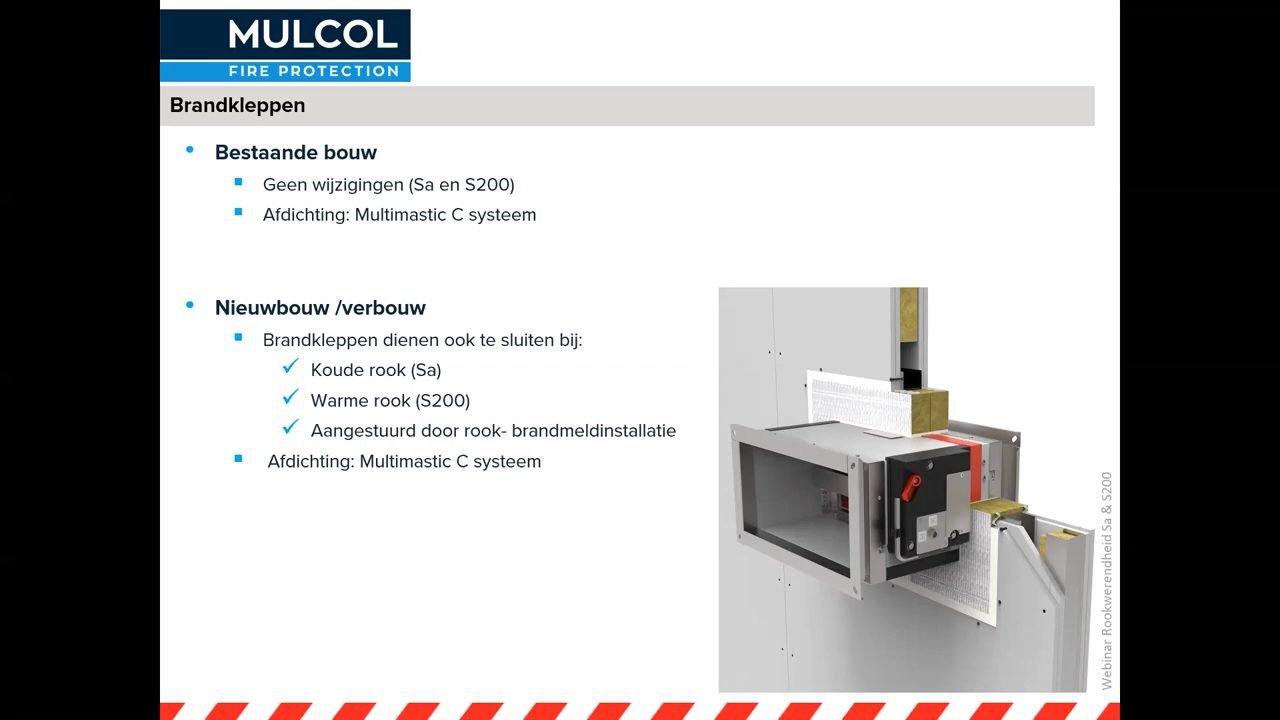 MULCOL
FIRE PROTECTION
Brandkleppen
Bestaande bouw
Geen wijzigingen (Sa en S200)
Afdichting: Multimastic C systeem
Nieuwbouw /verbouw
Brandkleppen dienen ook te sluiten bij:
Koude rook (Sa)
Warme rook (S200)
Aangestuurd door rook- brandmeldinstallatie
Afdichting: Multimastic C systeem
Webinar Rookwerendheid Sa & S200